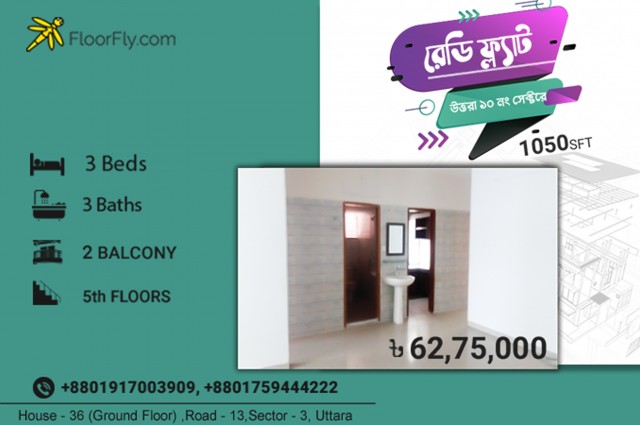 FloorFly.com
রেডি ফ্ল্যাট
উত্তরা ১০ নং সেক্টরে
1050SFT
3 Beds
3 Baths
2 BALCONY
5th FLOORS
৳ 62,75,000
+8801917003909, +8801759444222
House - 36 (Ground Floor) ,Road - 13,Sector - 3, Uttara